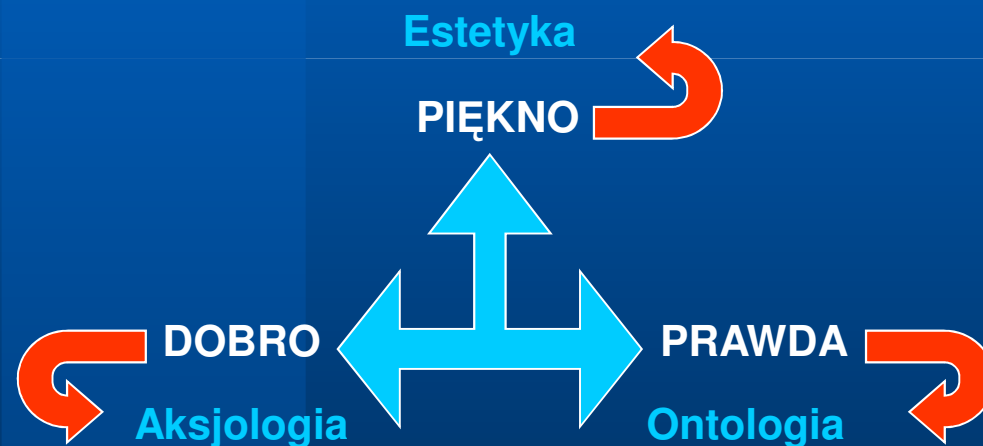 Estetyka
PIĘKNO
DOBRO
PRAWDA
Aksjologia
Ontologia